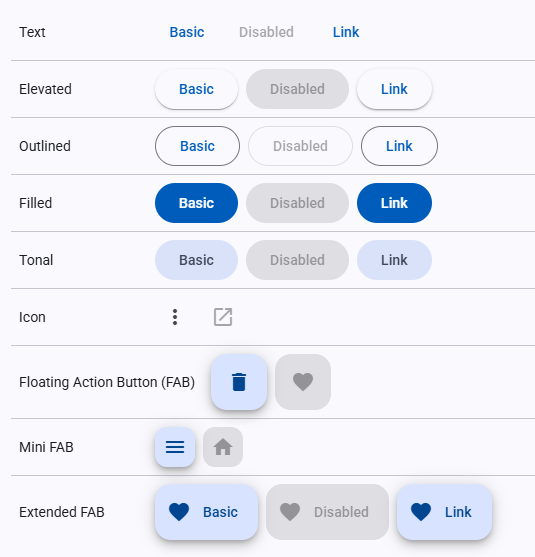 Text Basic Disabled Link
Elevated Basic Disabled Link
Outlined Basic Disabled Link
Filled Basic Disabled Link
Tonal Basic Disabled Link
Icon
Floating Action Button (FAB)
Mini FAB
Extended FAB Basic Disabled Link